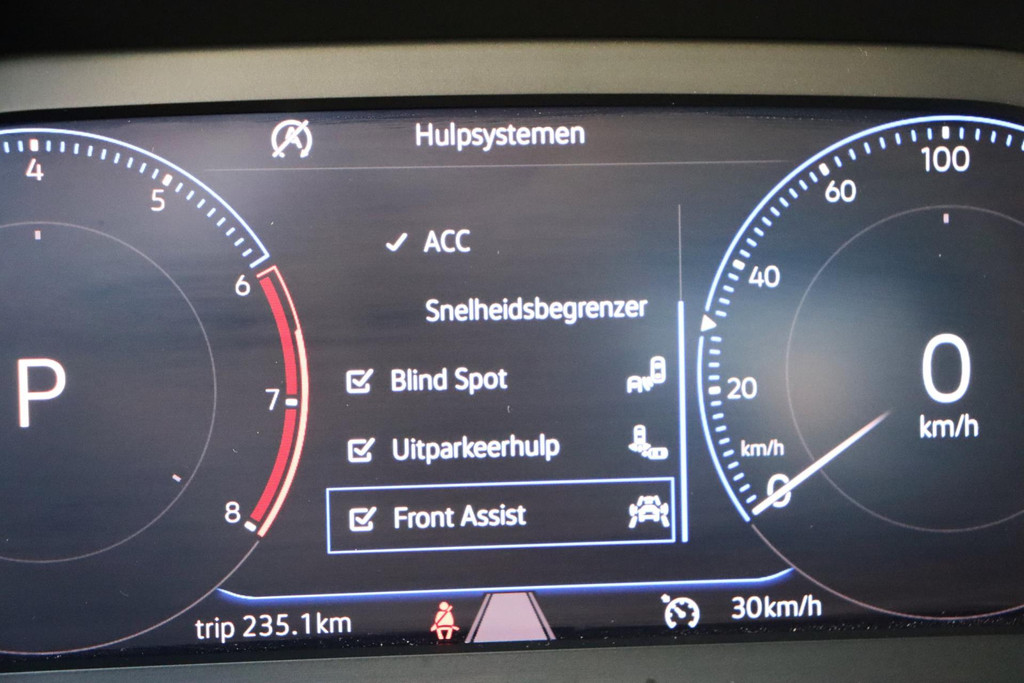 Hulpsystemen
4
5
6
7
8
P
ACC
Snelheidsbegrenzer
Blind Spot
Uitparkeerhulp
Front Assist
100
60
40
20
km/h
0
0
km/h
trip 235.1km
30km/h